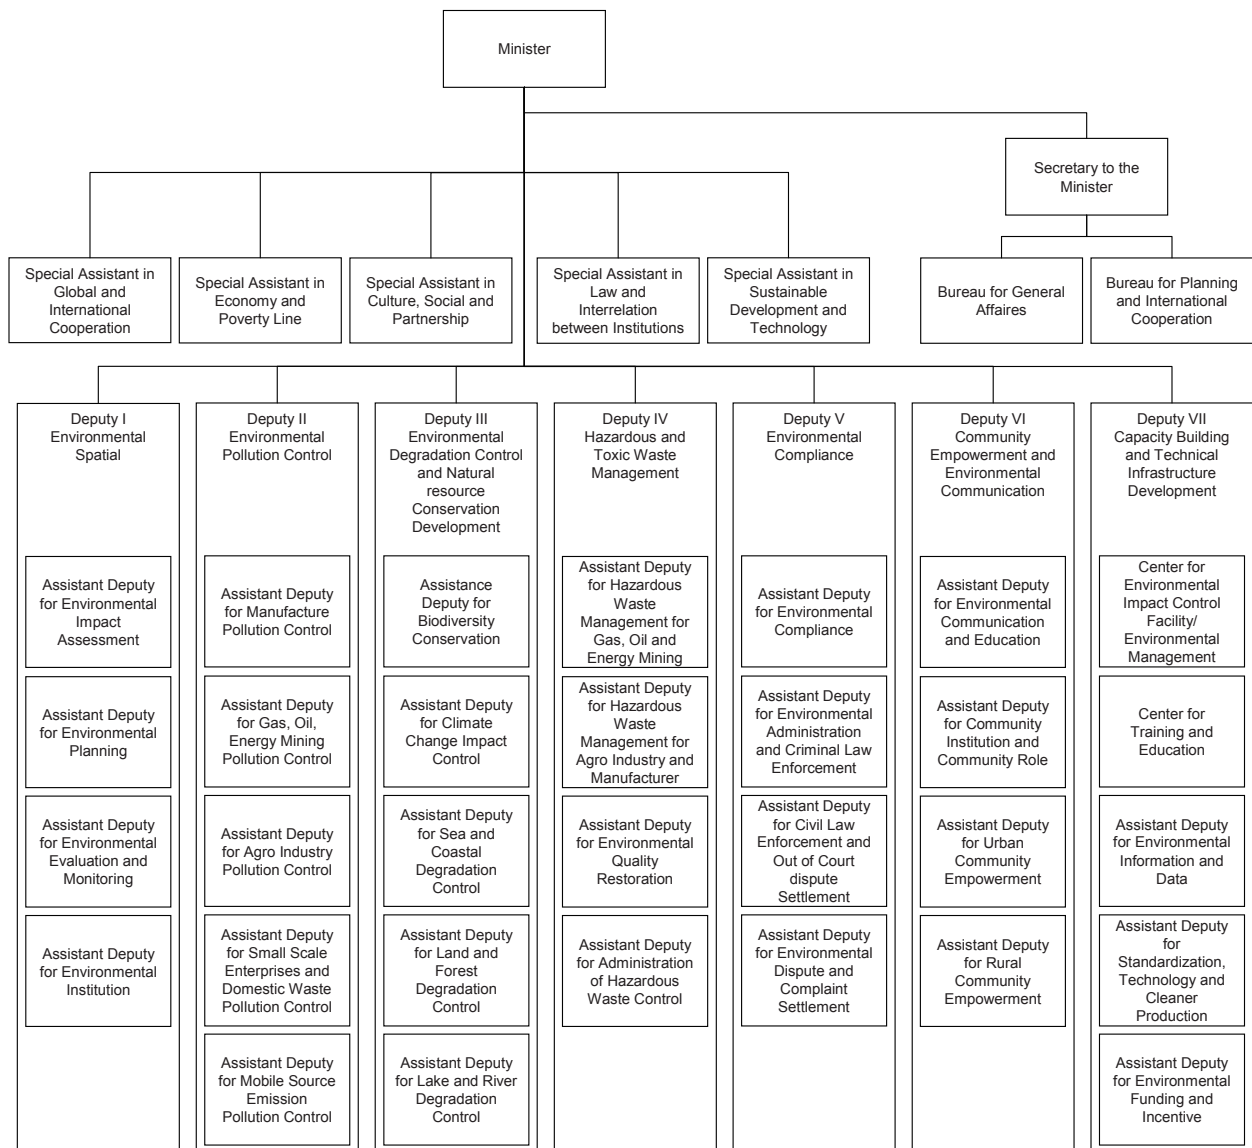 Minister
Secretary to the
Minister
Special Assistant in
Global and
International
Cooperation
Special Assistant in
Economy and
Poverty Line
Special Assistant in
Culture, Social and
Partnership
Special Assistant in
Law and
Interrelation
between Institutions
Special Assistant in
Sustainable
Development and
Technology
Bureau for General
Affaires
Bureau for Planning
and International
Cooperation
Deputy I
Environmental
Spatial
Assistant Deputy
for Environmental
Impact
Assessment
Assistant Deputy
for Environmental
Planning
Assistant Deputy
for Environmental
Evaluation and
Monitoring
Assistant Deputy
for Environmental
Institution
Deputy II
Environmental
Pollution Control
Assistant Deputy
for Manufacture
Pollution Control
Assistant Deputy
for Gas, Oil,
Energy Mining
Pollution Control
Assistant Deputy
for Agro Industry
Pollution Control
Assistant Deputy
for Small Scale
Enterprises and
Domestic Waste
Pollution Control
Assistant Deputy
for Mobile Source
Emission
Pollution Control
Deputy III
Environmental
Degradation Control
and Natural
resource
Conservation
Development
Assistance
Deputy for
Biodiversity
Conservation
Assistant Deputy
for Climate
Change Impact
Control
Assistant Deputy
for Sea and
Coastal
Degradation
Control
Assistant Deputy
for Land and
Forest
Degradation
Control
Assistant Deputy
for Lake and River
Degradation
Control
Deputy IV
Hazardous and
Toxic Waste
Management
Assistant Deputy
for Hazardous
Waste
Management for
Gas, Oil and
Energy Mining
Assistant Deputy
for Hazardous
Waste
Management for
Agro Industry and
Manufacturer
Assistant Deputy
for Environmental
Quality
Restoration
Assistant Deputy
for Administration
of Hazardous
Waste Control
Deputy V
Environmental
Compliance
Assistant Deputy
for Environmental
Compliance
Assistant Deputy
for Environmental
Administration
and Criminal Law
Enforcement
Assistant Deputy
for Civil Law
Enforcement and
Out of Court
dispute
Settlement
Assistant Deputy
for Environmental
Dispute and
Complaint
Settlement
Deputy VI
Community
Empowerment and
Environmental
Communication
Assistant Deputy
for Environmental
Communication
and Education
Assistant Deputy
for Community
Institution and
Community Role
Assistant Deputy
for Urban
Community
Empowerment
Assistant Deputy
for Rural
Community
Empowerment
Deputy VII
Capacity Building
and Technical
Infrastructure
Development
Center for
Environmental
Impact Control
Facility/
Environmental
Management
Center for
Training and
Education
Assistant Deputy
for Environmental
Information and
Data
Assistant Deputy
for
Standardization,
Technology and
Cleaner
Production
Assistant Deputy
for Environmental
Funding and
Incentive